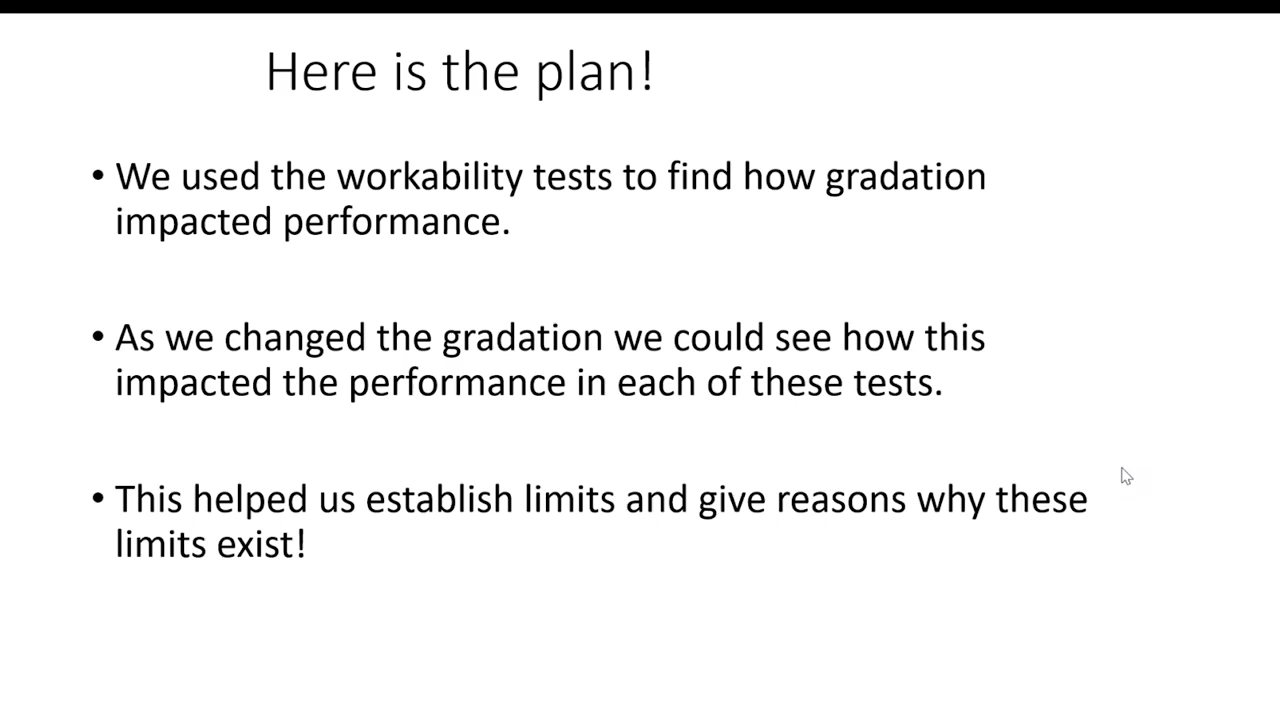 Here is the plan!
• We used the workability tests to find how gradation
impacted performance.
• As we changed the gradation we could see how this
impacted the performance in each of these tests.
• This helped us establish limits and give reasons why these
limits exist!